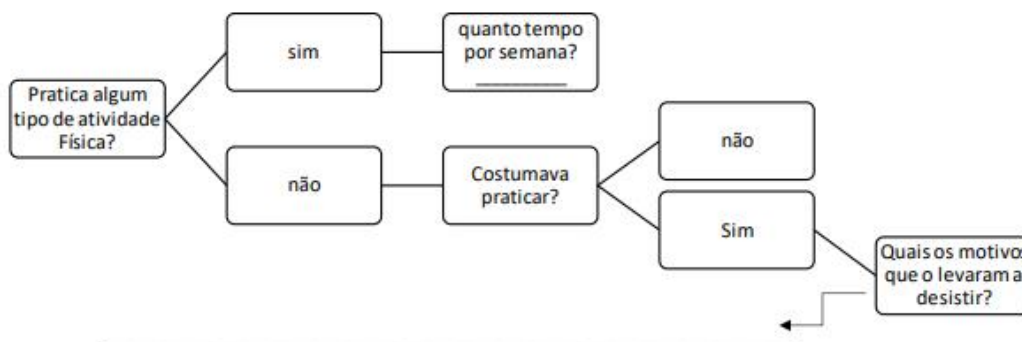 Pratica algum
tipo de atividade
Física?
sim
quanto tempo
por semana?
não
Costumava
praticar?
não
Sim
Quais os motivos
que o levaram a
desistir?